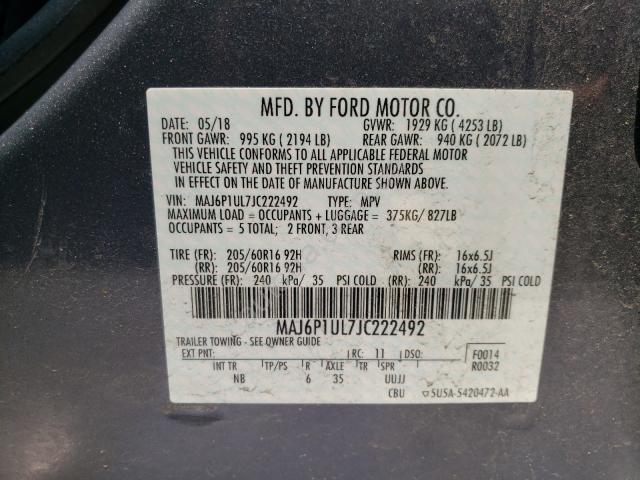 MFD. BY FORD MOTOR CO.
DATE: 05/18 GVWR: 1929 KG ( 4253 LB)
FRONT GAWR: 995 KG ( 2194 LB) REAR GAWR: 940 KG ( 2072 LB)
THIS VEHICLE CONFORMS TO ALL APPLICABLE FEDERAL MOTOR
VEHICLE SAFETY AND THEFT PREVENTION STANDARDS
IN EFFECT ON THE DATE OF MANUFACTURE SHOWN ABOVE.
VIN: MAJ6P1UL7JC222492 TYPE: MPV
MAXIMUM LOAD = OCCUPANTS + LUGGAGE = 375KG/ 827LB
OCCUPANTS = 5 TOTAL; 2 FRONT, 3 REAR
TIRE (FR): 205/60R16 92H RIMS (FR): 16x6.5J
(RR): 205/60R16 92H (RR): 16x6.5J
PRESSURE (FR): 240 kPa/ 35 PSI COLD (RR): 240 kPa/ 35 PSI COLD
MAJ6P1UL7JC222492
TRAILER TOWING - SEE OWNER GUIDE
EXT PNT: RC: 11 DSO: F0014
INT TR TP/PS R AXLE TR SPR R0032
NB 6 35 UUJJ
CBU SU5A-5420472-AA